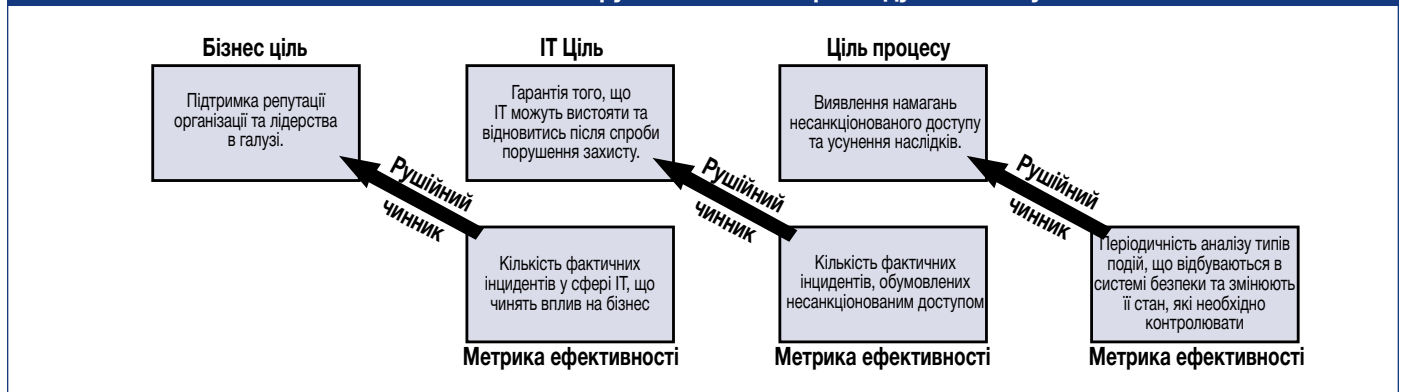 Бізнес ціль
ІТ Ціль
Ціль процесу
Підтримка репутації
організації та лідерства
в галузі.
Гарантія того, що
ІТ можуть вистояти та
відновитись після спроби
порушення захисту.
Виявлення намагань
несанкціонованого доступу
та усунення наслідків.
Рушійний
чинник
Рушійний
чинник
Рушійний
чинник
Кількість фактичних
інцидентів у сфері ІТ, що
чинять вплив на бізнес
Кількість фактичних
інцидентів, обумовлених
несанкціонованим доступом
Періодичність аналізу типів
подій, що відбуваються в
системі безпеки та змінюють
її стан, які необхідно
контролювати
Метрика ефективності
Метрика ефективності
Метрика ефективності